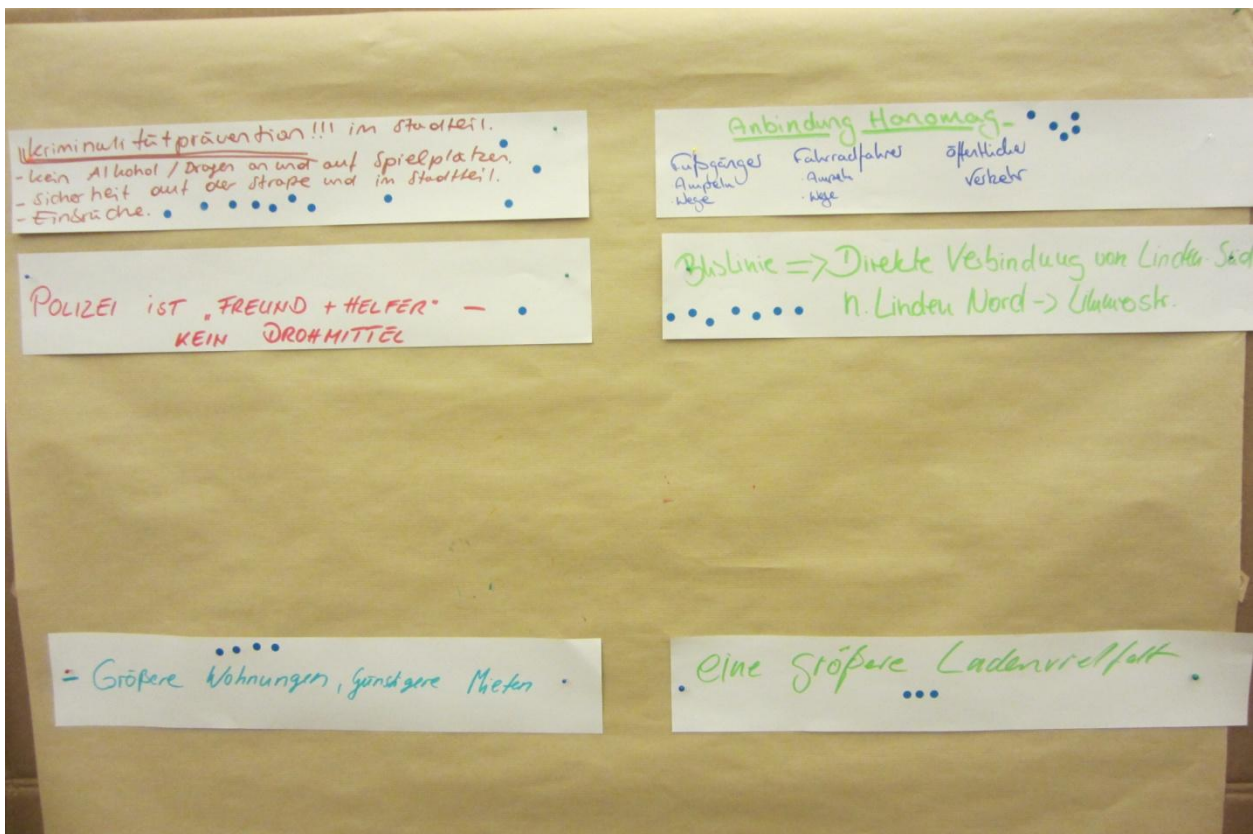 Kriminalitätprävention!!! im Stadtteil.
- kein Alkohol / Drogen an und auf Spielplätzen.
- Sicherheit auf der Straße und im Stadtteil.
- Einbrüche.
Anbindung Hanomag
Fußgänger Fahrradfahrer öffentlicher
Ampeln Ampeln Verkehr
Wege Wege
POLIZEI IST „FREUND + HELFER" –
KEIN DROHMITTEL
Buslinie => Direkte Verbindung von Linden Süd
n. Linden Nord -> Limmerstr.
- Größere Wohnungen, günstigere Mieten
eine größere Ladenvielfalt